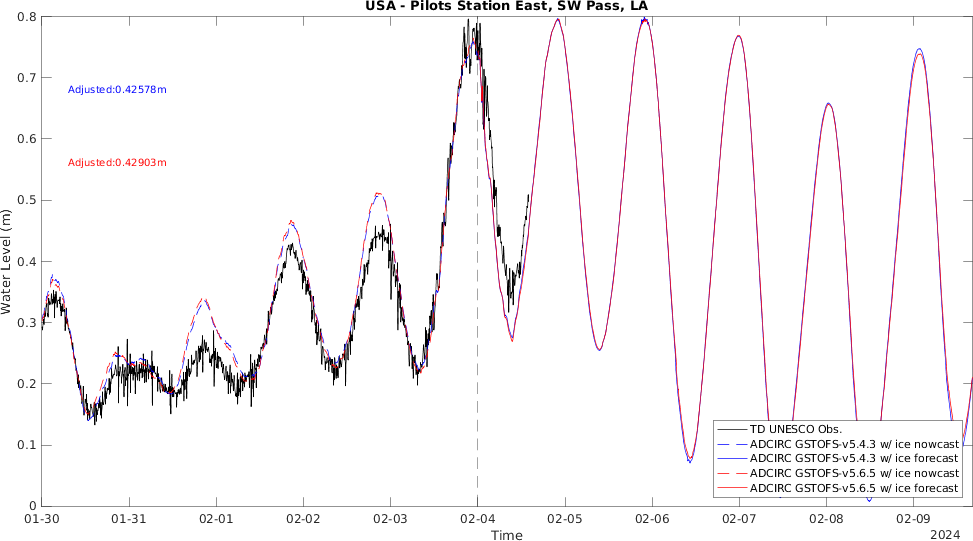 USA - Pilots Station East, SW Pass, LA
0.8
0.7
0.6
0.5
0.4
0.3
0.2
0.1
0
Water Level (m)
Adjusted:0.42578m
Adjusted:0.42903m
TD UNESCO Obs.
ADCIRC GSTOFS-v5.4.3 w/ ice nowcast
ADCIRC GSTOFS-v5.4.3 w/ ice forecast
ADCIRC GSTOFS-v5.6.5 w/ ice nowcast
ADCIRC GSTOFS-v5.6.5 w/ ice forecast
01-30 01-31 02-01 02-02 02-03 02-04 02-05 02-06 02-07 02-08 02-09
Time
2024